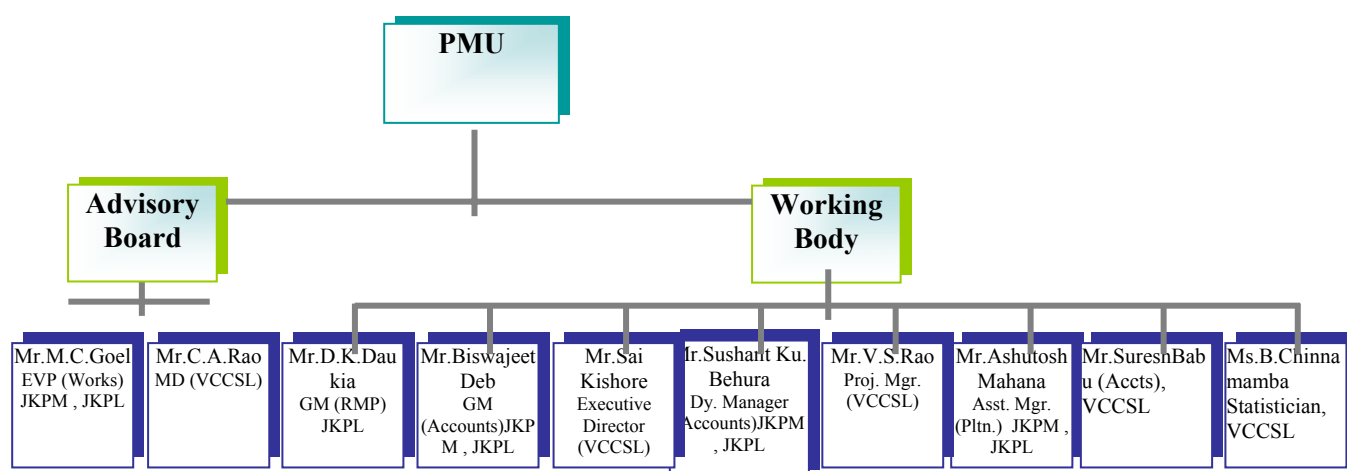 PMU
Advisory
Board
Working
Body
Mr.M.C.Goel
EVP (Works)
JKPM , JKPL
Mr.C.A.Rao
MD (VCCSL)
Mr.D.K.Dau
kia
GM (RMP)
JKPL
Mr.Biswajeet
Deb
GM
(Accounts)JKP
M , JKPL
Mr.Sai
Kishore
Executive
Director
(VCCSL)
Mr.Sushant Ku.
Behura
Dy. Manager
(Accounts)JKPM
, JKPL
Mr.V.S.Rao
Proj. Mgr.
(VCCSL)
Mr.Ashutosh
Mahana
Asst. Mgr.
(Pltn.) JKPM ,
JKPL
Mr.SureshBab
u (Accts),
VCCSL
Ms.B.Chinna
mamba
Statistician,
VCCSL